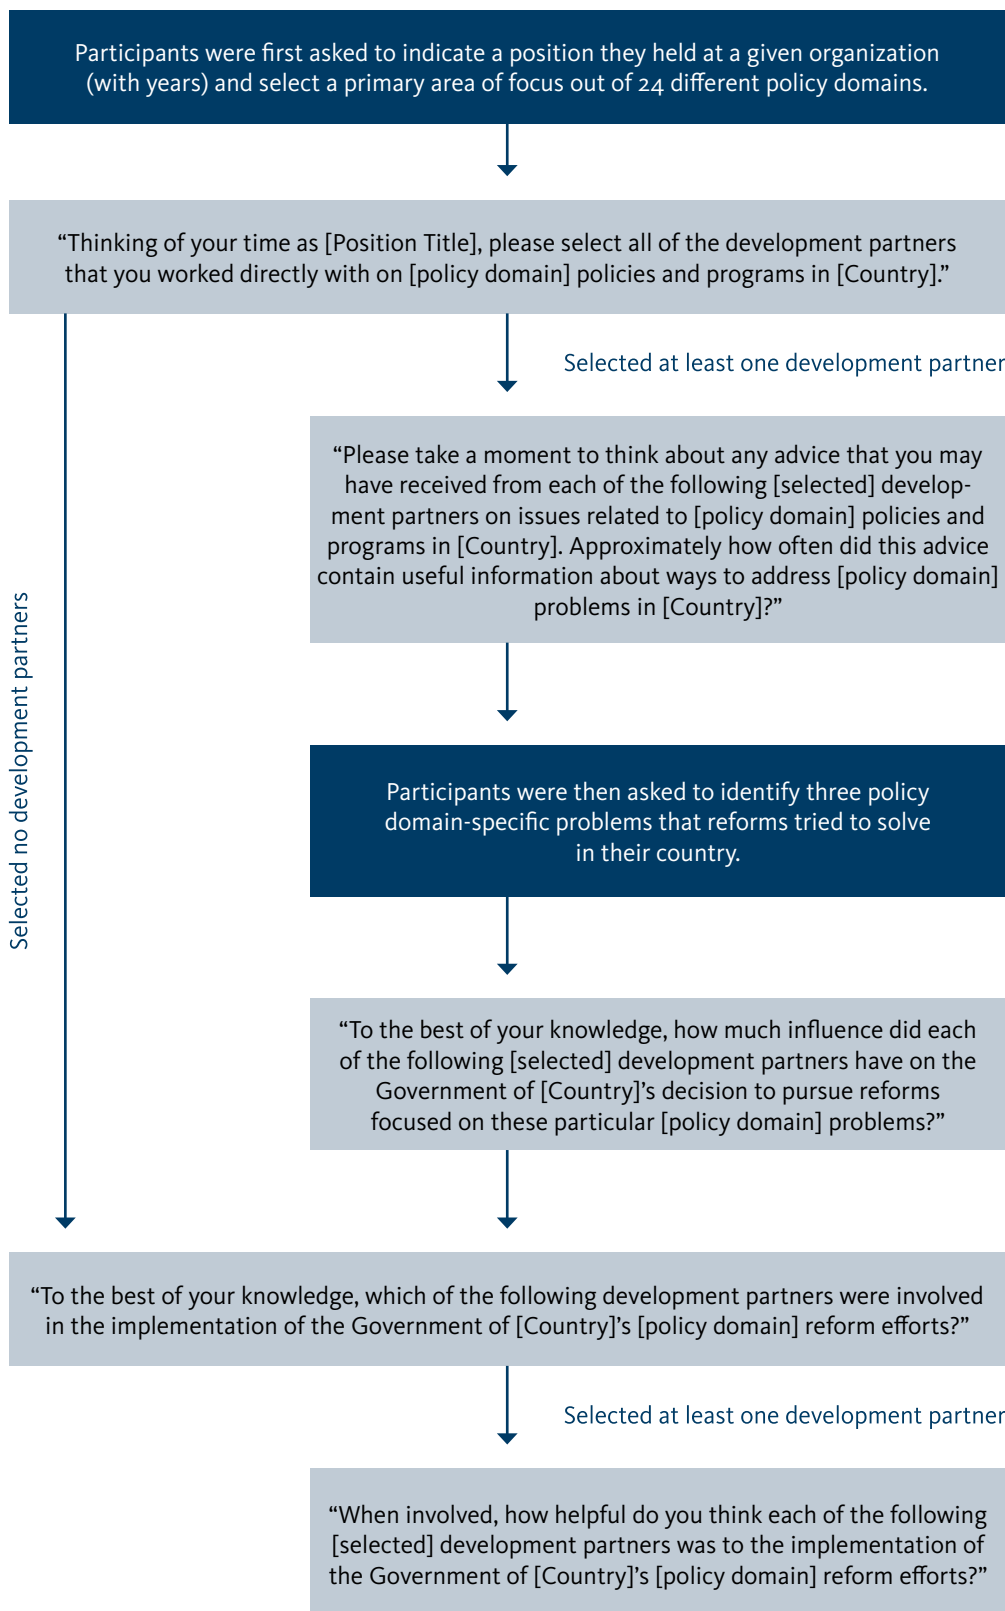 Participants were first asked to indicate a position they held at a given organization
(with years) and select a primary area of focus out of 24 different policy domains.
“Thinking of your time as [Position Title], please select all of the development partners
that you worked directly with on [policy domain] policies and programs in [Country].”
Selected at least one development partner
“Please take a moment to think about any advice that you may
have received from each of the following [selected] develop-
ment partners on issues related to [policy domain] policies and
programs in [Country]. Approximately how often did this advice
contain useful information about ways to address [policy domain]
problems in [Country]?”
Selected no development partners
Participants were then asked to identify three policy
domain-specific problems that reforms tried to solve
in their country.
“To the best of your knowledge, how much influence did each
of the following [selected] development partners have on the
Government of [Country]’s decision to pursue reforms
focused on these particular [policy domain] problems?”
“To the best of your knowledge, which of the following development partners were involved
in the implementation of the Government of [Country]’s [policy domain] reform efforts?”
Selected at least one development partner
“When involved, how helpful do you think each of the following
[selected] development partners was to the implementation of
the Government of [Country]’s [policy domain] reform efforts?”